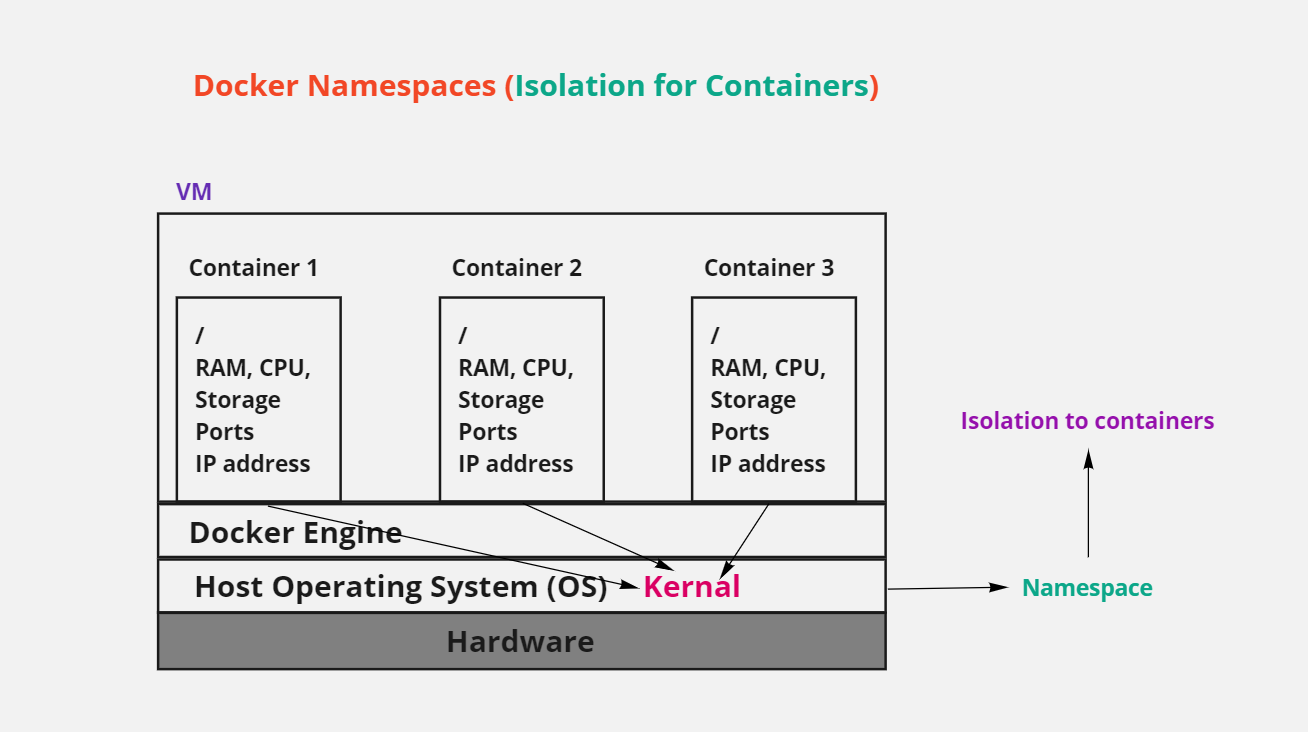 Docker Namespaces (Isolation for Containers)
VM
Container 1
/
RAM, CPU,
Storage
Ports
IP address
Container 2
/
RAM, CPU,
Storage
Ports
IP address
Container 3
/
RAM, CPU,
Storage
Ports
IP address
Docker Engine
Host Operating System (OS)
Kernal
Hardware
Isolation to containers
Namespace